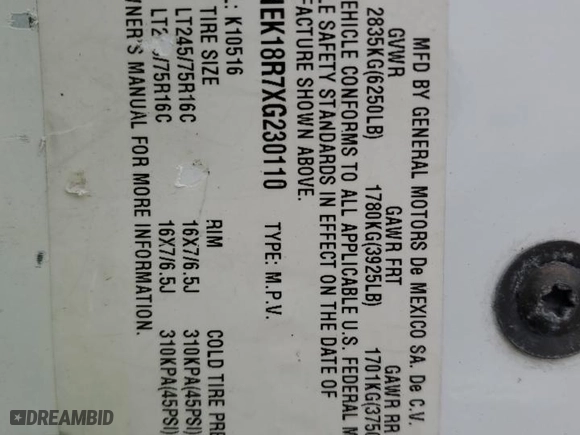 MFD BY GENERAL MOTORS De MEXICO SA. De C.V.
GVWR GAWR FRT GAWR RR
2835KG(6250LB) 1780KG(3925LB) 1701KG(375
VEHICLE CONFORMS TO ALL APPLICABLE U.S. FEDERAL M
LE SAFETY STANDARDS IN EFFECT ON THE DATE OF
FACTURE SHOWN ABOVE.
EK18R7XG230110 TYPE: M.P.V.
L: K10516
TIRE SIZE RIM COLD TIRE PRE
LT245/75R16C 16X7/6.5J 310KPA(45PSI)
LT2 /75R16C 16X7/6.5J 310KPA(45PSI)
NER'S MANUAL FOR MORE INFORMATION.
DREAMBID